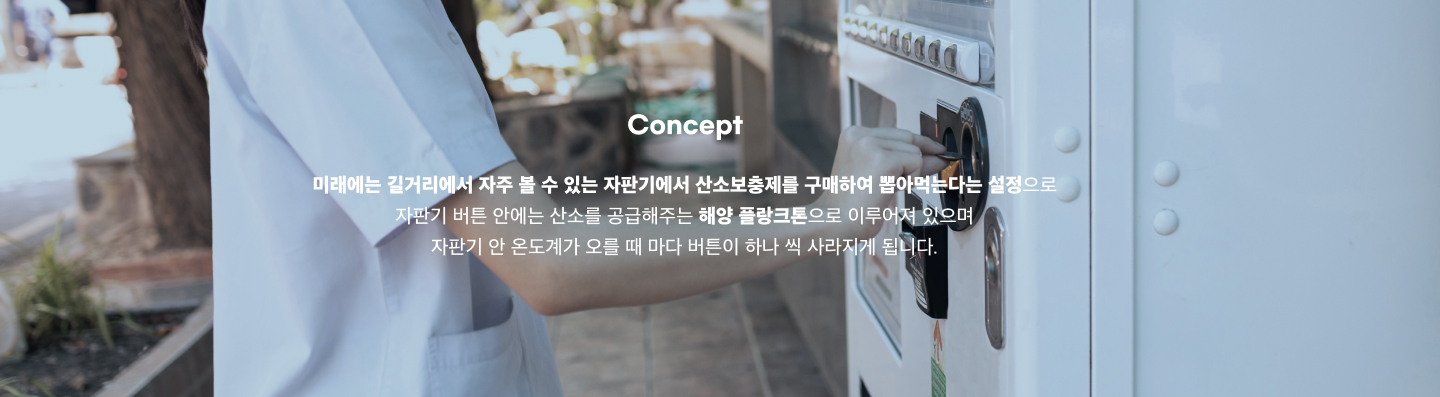 Concept
미래에는 길거리에서 자주 볼 수 있는 자판기에서 산소보충제를 구매하여 뽑아먹는다는 설정으로
자판기 버튼 안에는 산소를 공급해주는 해양 플랑크톤으로 이루어져 있으며
자판기 안 온도계가 오를 때 마다 버튼이 하나 씩 사라지게 됩니다.